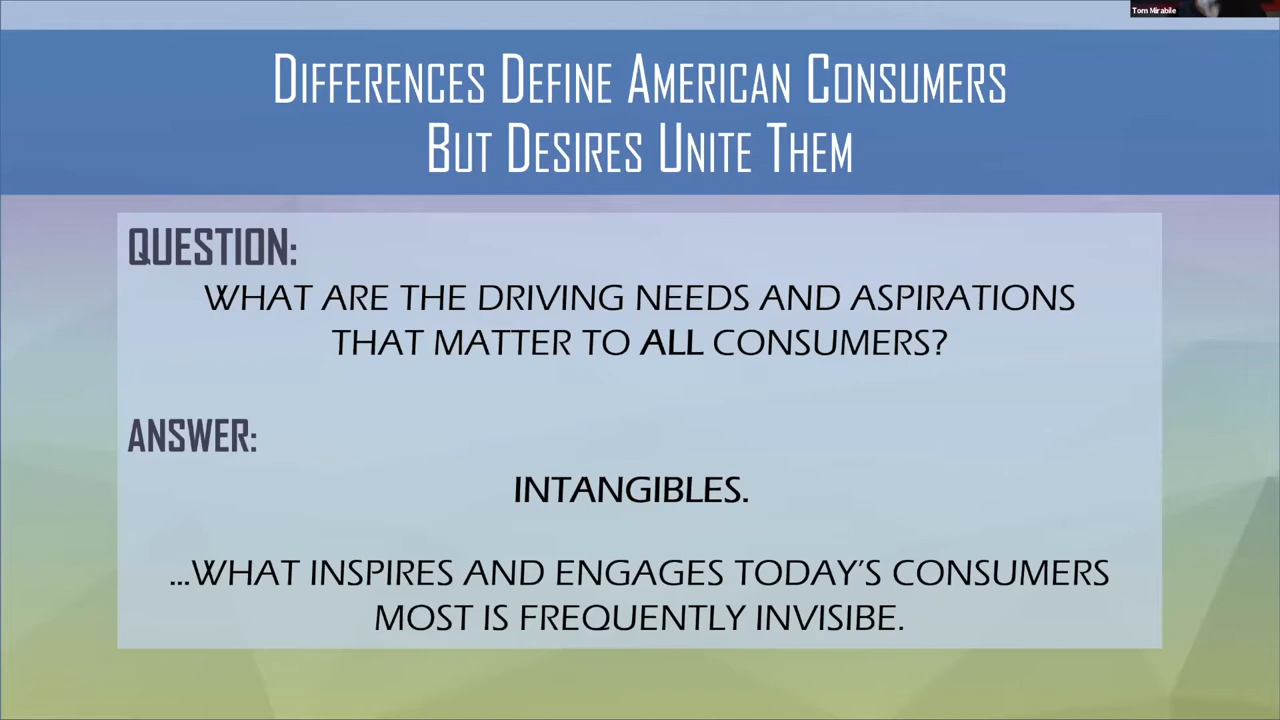 Tom Mirabile
DIFFERENCES DEFINE AMERICAN CONSUMERS
BUT DESIRES UNITE THEM
QUESTION:
WHAT ARE THE DRIVING NEEDS AND ASPIRATIONS
THAT MATTER TO ALL CONSUMERS?
ANSWER:
INTANGIBLES.
...WHAT INSPIRES AND ENGAGES TODAY'S CONSUMERS
MOST IS FREQUENTLY INVISIBE.